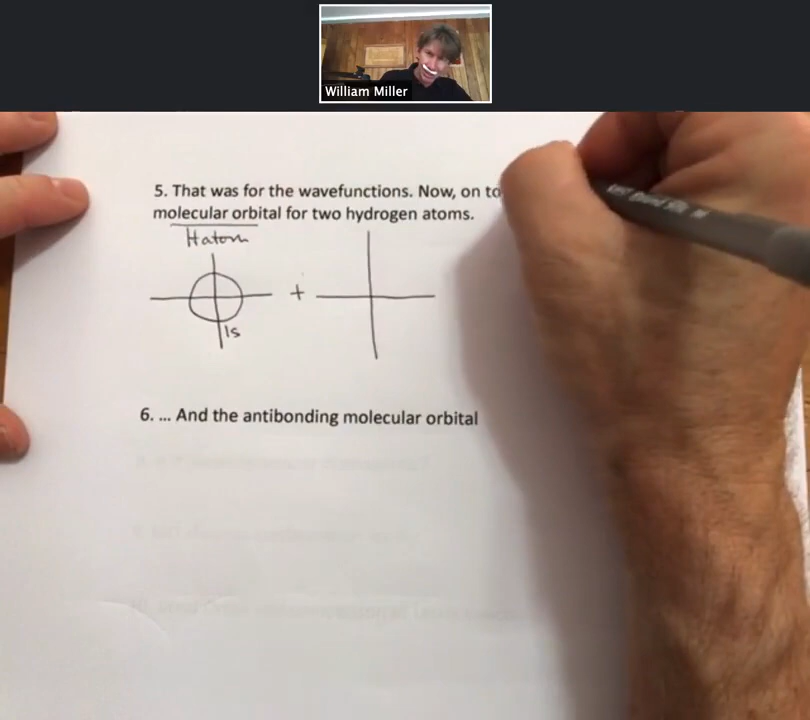 William Miller
5. That was for the wavefunctions. Now, on to
molecular orbital for two hydrogen atoms.
H atom
+
1s
6. ... And the antibonding molecular orbital